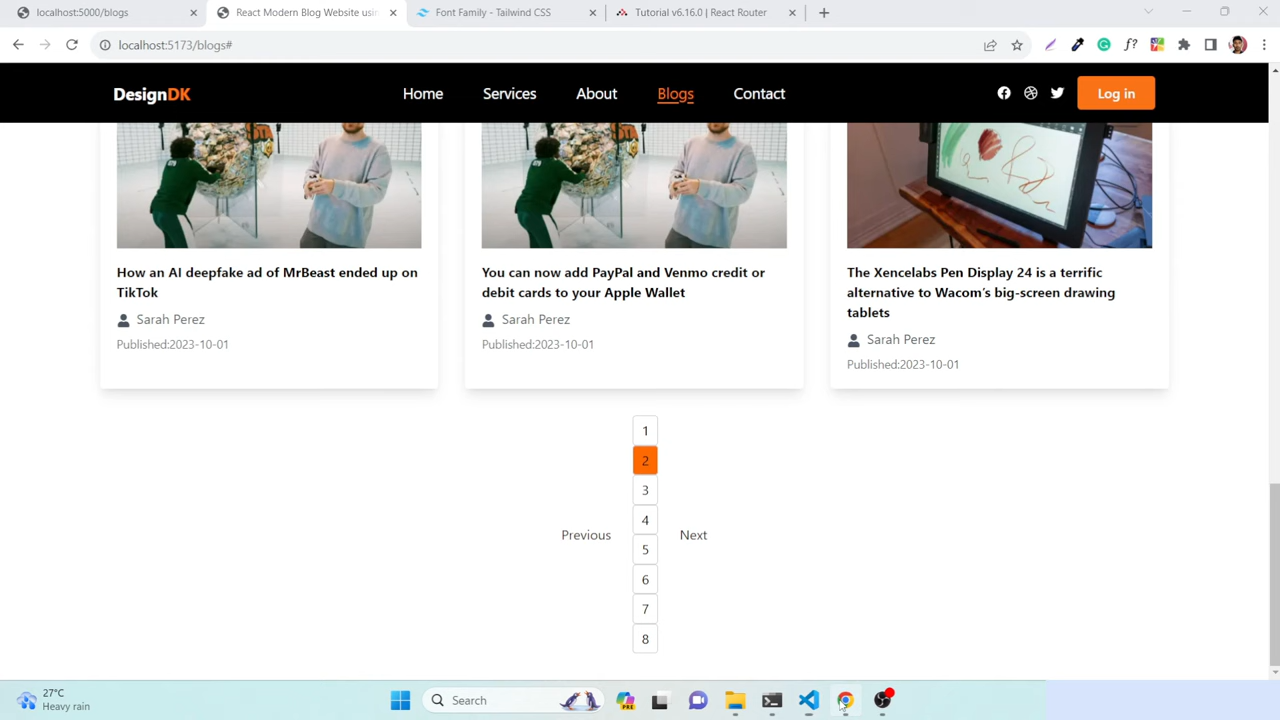 localhost:5000/blogs
React Modern Blog Website usin
Font Family - Tailwind CSS
Tutorial v6.16.0 | React Router
localhost:5173/blogs#
f?
DesignDK
Home
Services
About
Blogs
Contact
Log in
How an AI deepfake ad of MrBeast ended up on
TikTok
Sarah Perez
Published:2023-10-01
You can now add PayPal and Venmo credit or
debit cards to your Apple Wallet
Sarah Perez
Published:2023-10-01
The Xencelabs Pen Display 24 is a terrific
alternative to Wacom's big-screen drawing
tablets
Sarah Perez
Published:2023-10-01
1
2
3
4
Previous
Next
5
6
7
8
27°C
Heavy rain
Search
PRE